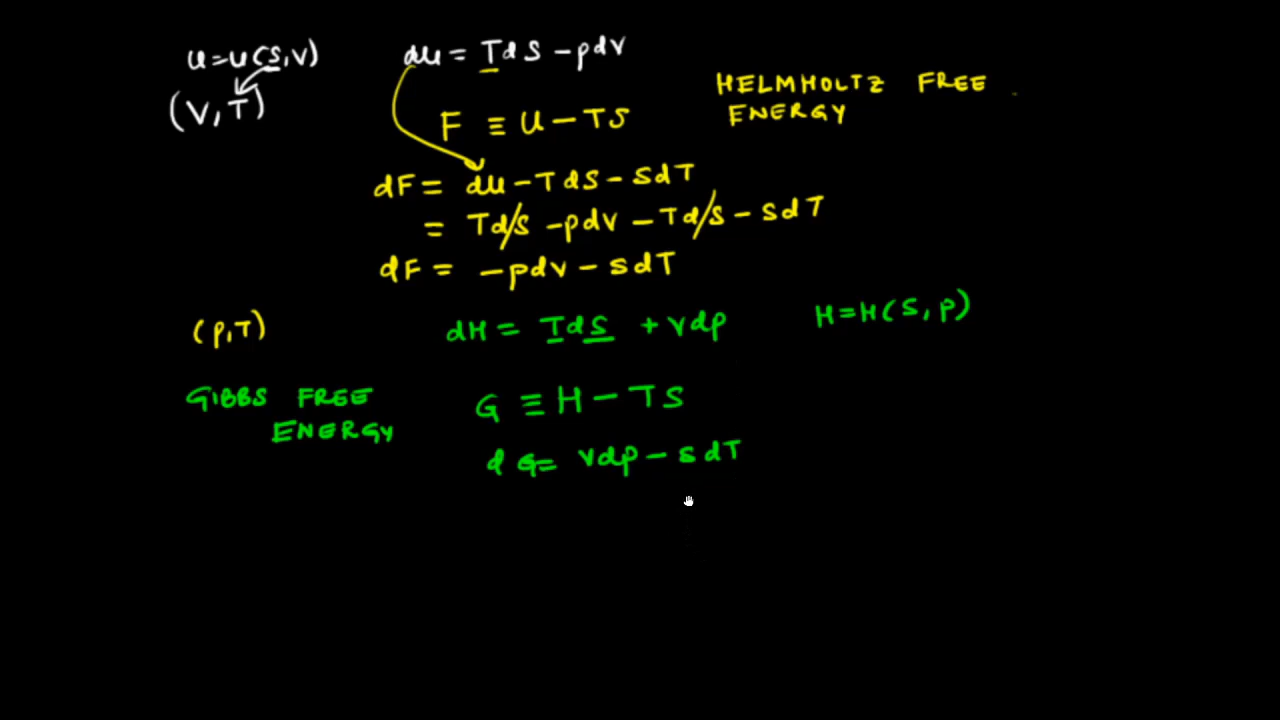 u=u(s,v) du = TdS - pdv
(V,T)
HELMHOLTZ FREE
ENERGY
F ≡ U - TS
dF = du - Tds - sdT
= Tds - pdv - Tds - sdT
dF = -pdv - sdT
(p,T) dH = Tds + vdp H=H(s,p)
GIBBS FREE
ENERGY
G ≡ H - TS
dG= vdp - sdT